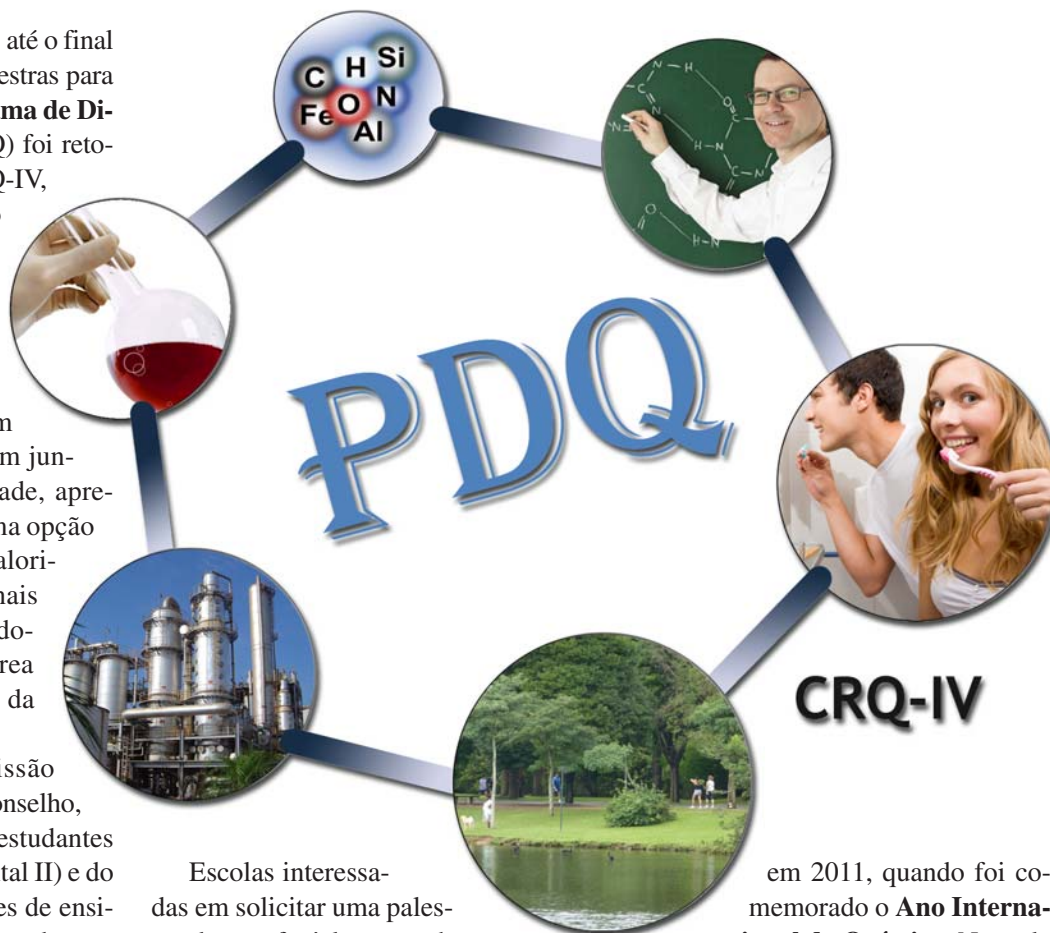 até o final
estras para
ma de Di-
Q) foi reto-
Q-IV,
m
m jun-
ade, apre-
na opção
alori-
nais
do-
rea
da
issão
onselho,
estudantes
tal II) e do
es de ensi-
Escolas interessa-
das em solicitar uma pales-
em 2011, quando foi co-
memorado o Ano Interna-
C H Si
Fe O N
Al
PDQ
CRQ-IV